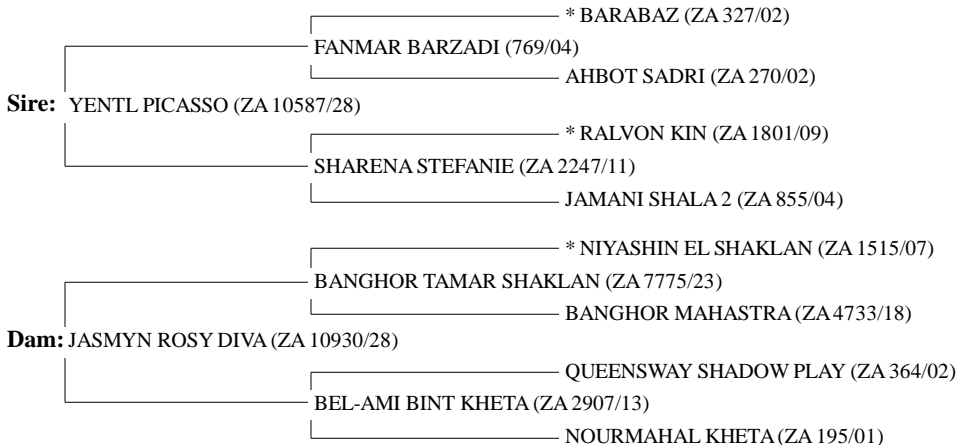 * BARABAZ (ZA 327/02)
FANMAR BARZADI (769/04)
AHBOT SADRI (ZA 270/02)
Sire: YENTL PICASSO (ZA 10587/28)
* RALVON KIN (ZA 1801/09)
SHARENA STEFANIE (ZA 2247/11)
JAMANI SHALA 2 (ZA 855/04)
* NIYASHIN EL SHAKLAN (ZA 1515/07)
BANGHOR TAMAR SHAKLAN (ZA 7775/23)
BANGHOR MAHASTRA (ZA 4733/18)
Dam: JASMYN ROSY DIVA (ZA 10930/28)
QUEENSWAY SHADOW PLAY (ZA 364/02)
BEL-AMI BINT KHETA (ZA 2907/13)
NOURMAHAL KHETA (ZA 195/01)